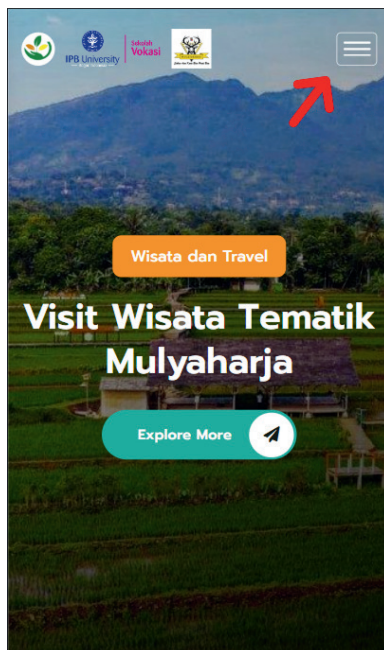 IPB University
Sekolah
Vokasi
Wisata dan Travel
Visit Wisata Tematik
Mulyaharja
Explore More